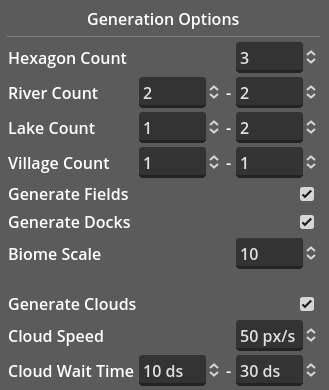 Generation Options
Hexagon Count 3
River Count 2 - 2
Lake Count 1 - 2
Village Count 1 - 1
Generate Fields
Generate Docks
Biome Scale 10
Generate Clouds
Cloud Speed 50 px/s
Cloud Wait Time 10 ds - 30 ds